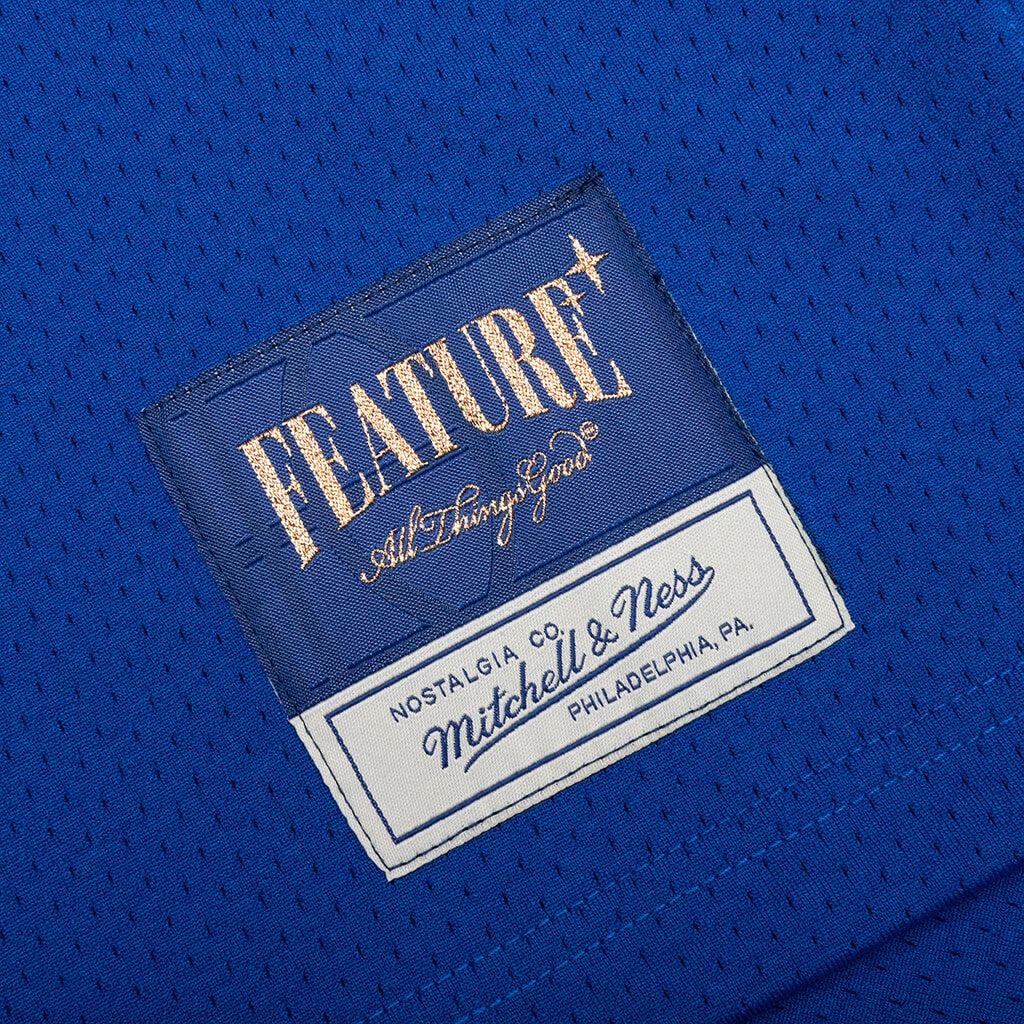 FEATURE
All Things Good
NOSTALGIA CO.
Mitchell & Ness
PHILADELPHIA, PA.